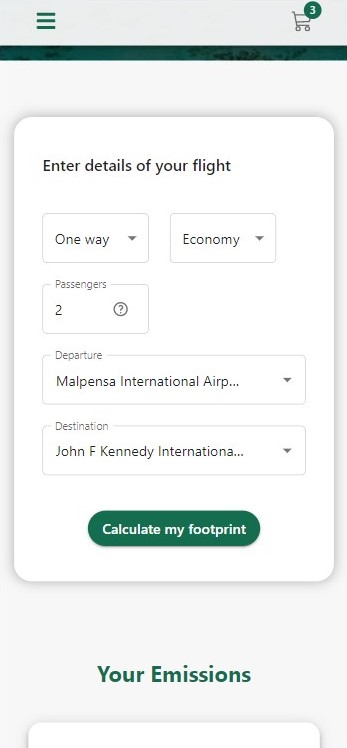 3
Enter details of your flight
One way
Economy
Passengers
2
Departure
Malpensa International Airp...
Destination
John F Kennedy Internationa...
Calculate my footprint
Your Emissions